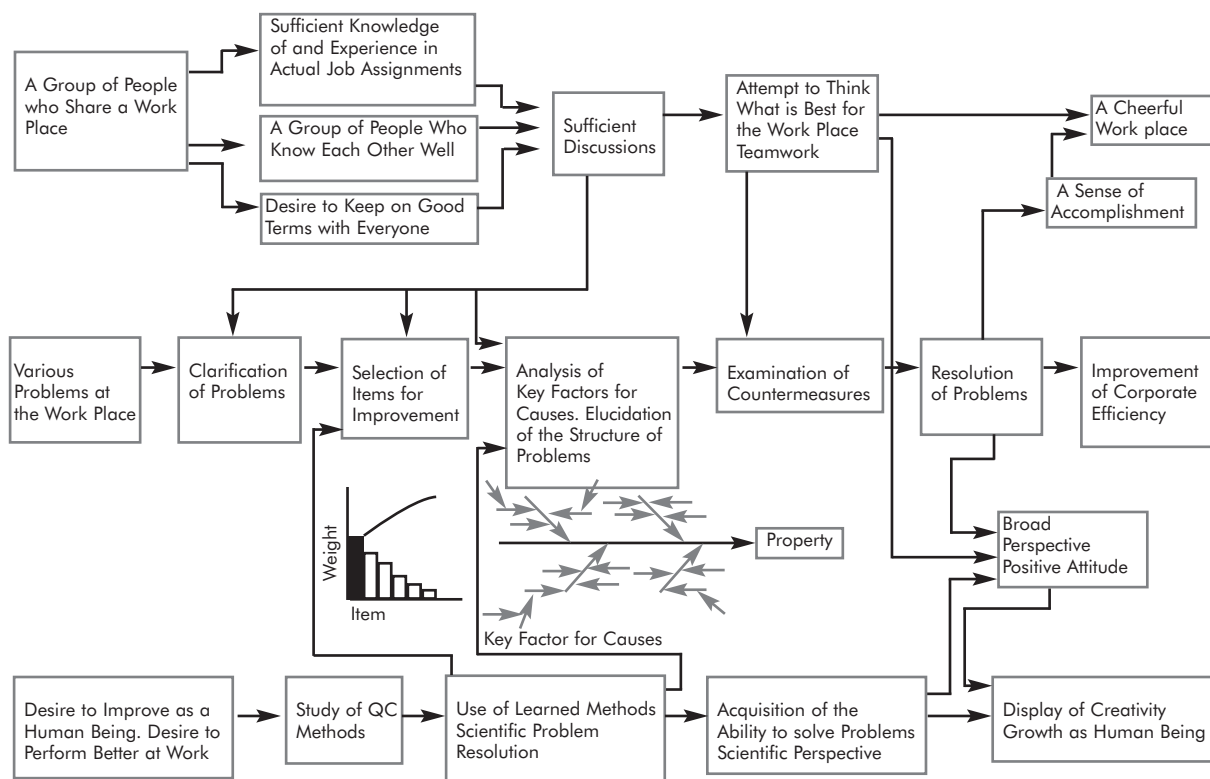 Sufficient Knowledge
of and Experience in
Actual Job Assignments
A Group of People
who Share a Work
Place
A Group of People Who
Know Each Other Well
Desire to Keep on Good
Terms with Everyone
Sufficient
Discussions
Attempt to Think
What is Best for
the Work Place
Teamwork
A Cheerful
Work place
A Sense of
Accomplishment
Various
Problems at
the Work Place
Clarification
of Problems
Selection of
Items for
Improvement
Analysis of
Key Factors for
Causes. Elucidation
of the Structure of
Problems
Examination of
Countermeasures
Resolution
of Problems
Improvement
of Corporate
Efficiency
Weight
Item
Property
Key Factor for Causes
Broad
Perspective
Positive Attitude
Desire to Improve as a
Human Being. Desire to
Perform Better at Work
Study of QC
Methods
Use of Learned Methods
Scientific Problem
Resolution
Acquisition of the
Ability to solve Problems
Scientific Perspective
Display of Creativity
Growth as Human Being